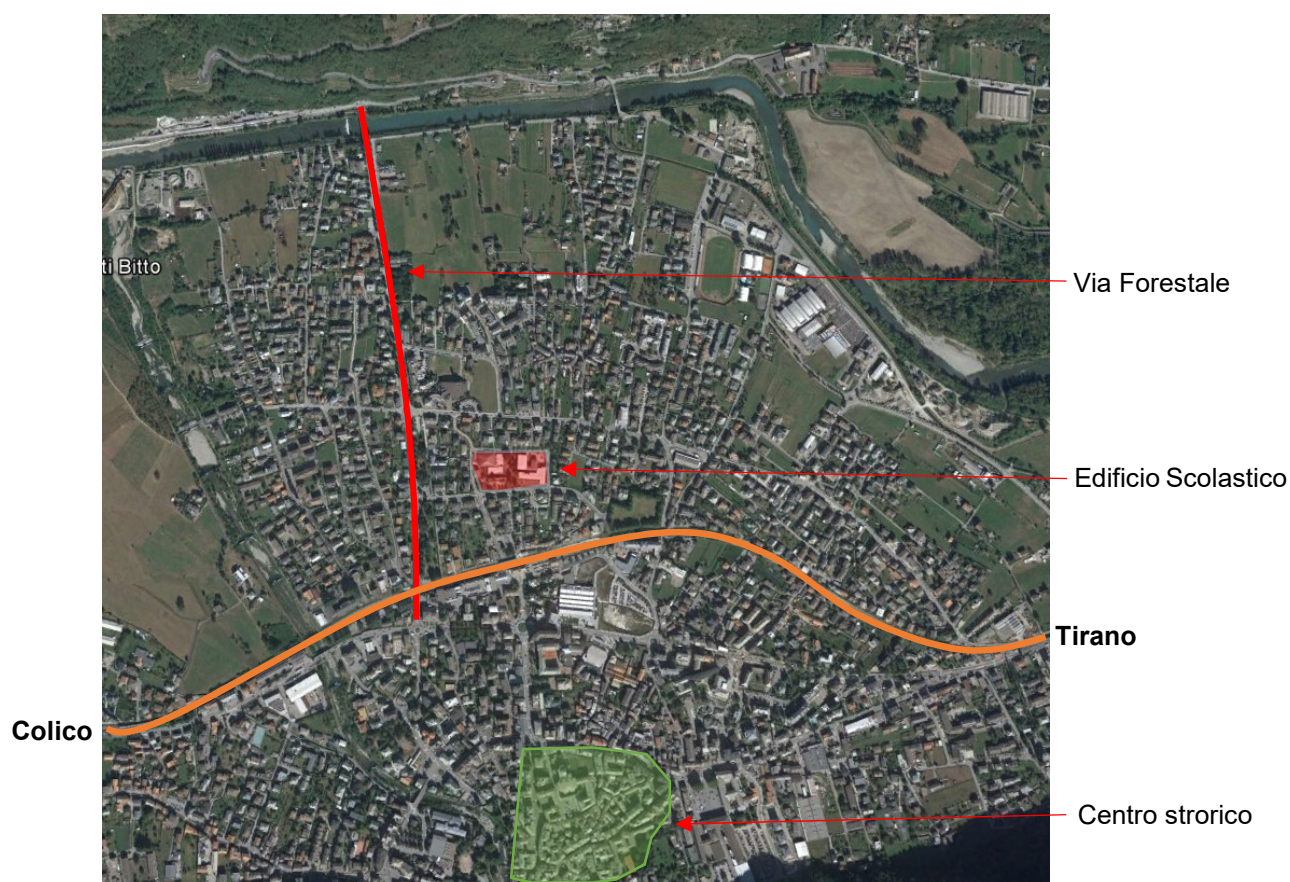 ti Bitto
Via Forestale
Edificio Scolastico
Tirano
Colico
Centro strorico